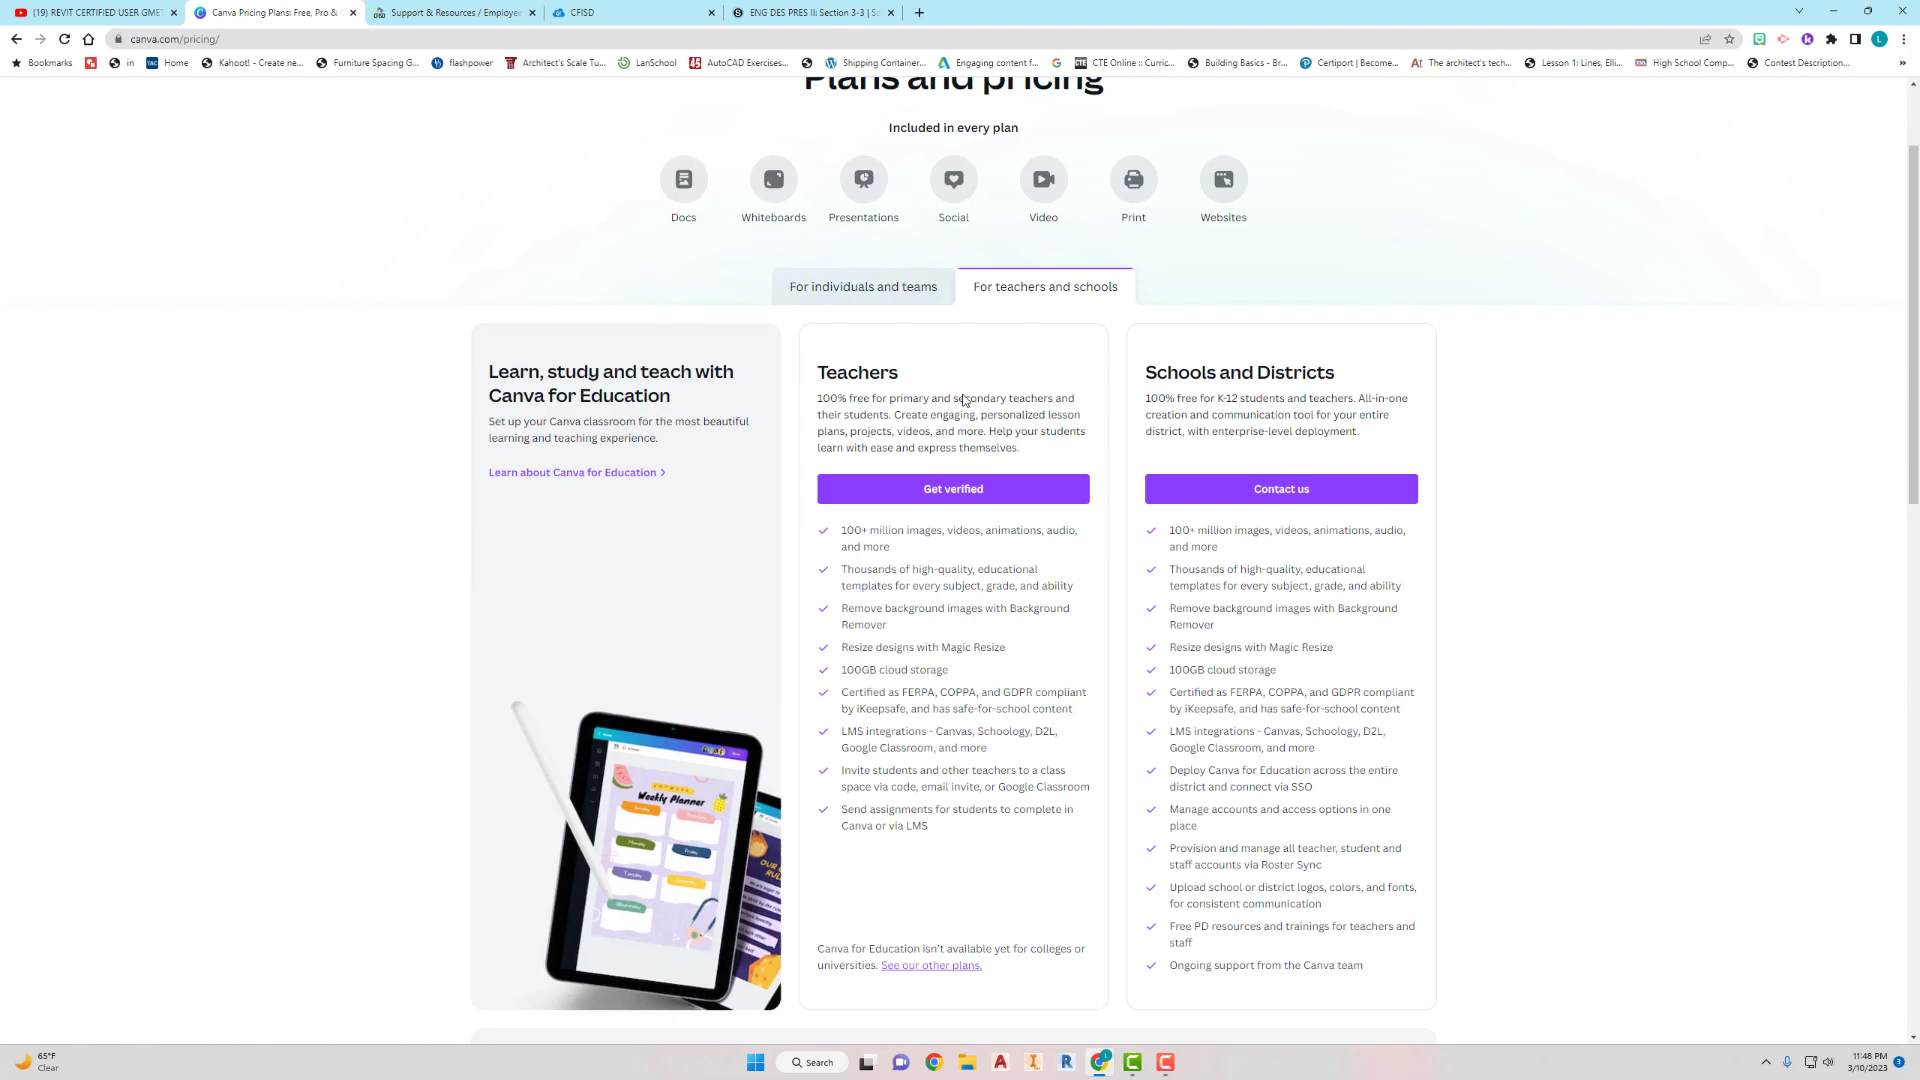 (19) REVIT CERTIFIED USER GMET
Canva Pricing Plans: Free, Pro &
Support & Resources / Employee
CFISD
ENG DES PRES II: Section 3-3 | Sc
canva.com/pricing/
L
Bookmarks
in
TAC
Home
Kahoot! - Create ne...
Furniture Spacing G...
flashpower
Architect's Scale Tu...
LanSchool
AutoCAD Exercises...
Shipping Container...
Engaging content f...
CTE Online :: Curric...
Building Basics - Br...
Certiport | Become...
The architect's tech...
Lesson 1: Lines, Elli...
High School Comp...
Contest Description...
Plans and pricing
Included in every plan
Docs
Whiteboards
Presentations
Social
Video
Print
Websites
For individuals and teams
For teachers and schools
Learn, study and teach with
Canva for Education
Set up your Canva classroom for the most beautiful
learning and teaching experience.
Learn about Canva for Education >
Weekly Planner
Sunday
Monday
Friday
Tuesday
Wednesday
Teachers
100% free for primary and secondary teachers and
their students. Create engaging, personalized lesson
plans, projects, videos, and more. Help your students
learn with ease and express themselves.
Get verified
100+ million images, videos, animations, audio,
and more
Thousands of high-quality, educational
templates for every subject, grade, and ability
Remove background images with Background
Remover
Resize designs with Magic Resize
100GB cloud storage
Certified as FERPA, COPPA, and GDPR compliant
by iKeepsafe, and has safe-for-school content
LMS integrations - Canvas, Schoology, D2L,
Google Classroom, and more
Invite students and other teachers to a class
space via code, email invite, or Google Classroom
Send assignments for students to complete in
Canva or via LMS
Canva for Education isn't available yet for colleges or
universities. See our other plans.
Schools and Districts
100% free for K-12 students and teachers. All-in-one
creation and communication tool for your entire
district, with enterprise-level deployment.
Contact us
100+ million images, videos, animations, audio,
and more
Thousands of high-quality, educational
templates for every subject, grade, and ability
Remove background images with Background
Remover
Resize designs with Magic Resize
100GB cloud storage
Certified as FERPA, COPPA, and GDPR compliant
by iKeepsafe, and has safe-for-school content
LMS integrations - Canvas, Schoology, D2L,
Google Classroom, and more
Deploy Canva for Education across the entire
district and connect via SSO
Manage accounts and access options in one
place
Provision and manage all teacher, student and
staff accounts via Roster Sync
Upload school or district logos, colors, and fonts,
for consistent communication
Free PD resources and trainings for teachers and
staff
Ongoing support from the Canva team
65°F
Clear
Search
11:48 PM
3/10/2023
3